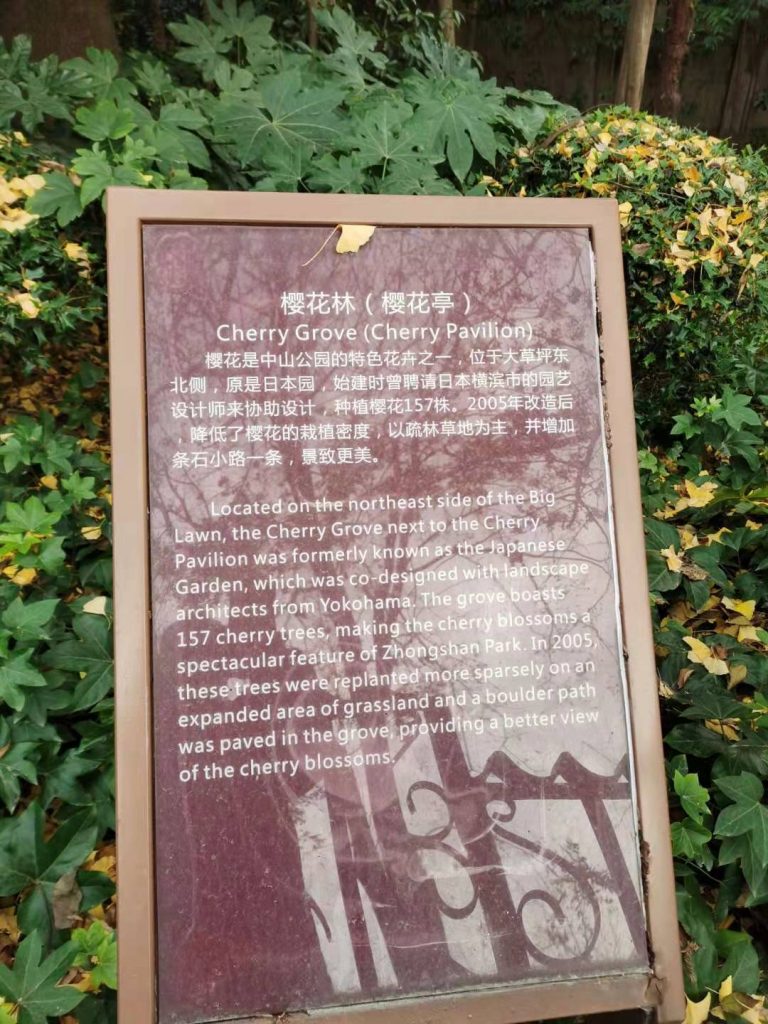 樱花林（樱花亭）
Cherry Grove (Cherry Pavilion)
樱花是中山公园的特色花卉之一，位于大草坪东
北侧，原是日本园，始建时曾聘请日本横滨市的园艺
设计师来协助设计，种植樱花157株。2005年改造后
，降低了樱花的栽植密度，以疏林草地为主，并增加
条石小路一条，景致更美。
Located on the northeast side of the Big
Lawn, the Cherry Grove next to the Cherry
Pavilion was formerly known as the Japanese
Garden, which was co-designed with landscape
architects from Yokohama. The grove boasts
157 cherry trees, making the cherry blossoms a
spectacular feature of Zhongshan Park. In 2005,
these trees were replanted more sparsely on an
expanded area of grassland and a boulder path
was paved in the grove, providing a better view
of the cherry blossoms.